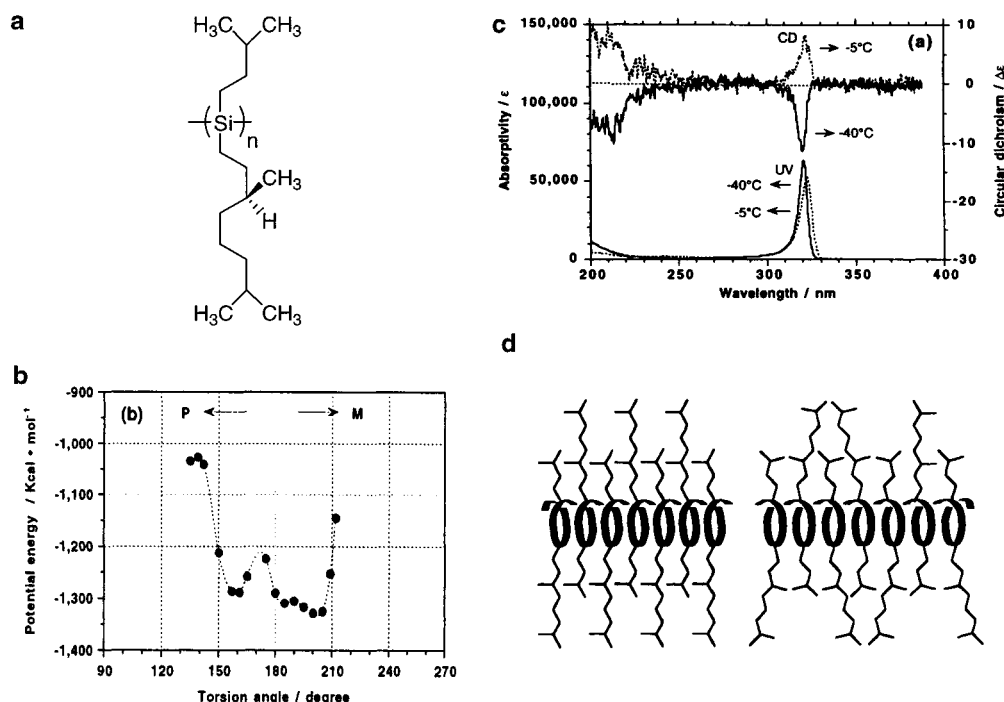 a
H₃C
CH₃
Si
n
CH₃
H
H₃C
CH₃
c
150,000
100,000
50,000
0
Absorptivity / ε
CD
→ -5°C
(a)
→ -40°C
UV
-40°C ←
-5°C ←
10
0
-10
-20
-30
Circular dichroism / Δε
200
250
300
350
400
Wavelength / nm
b
-900
-1,000
-1,100
-1,200
-1,300
-1,400
Potential energy / Kcal • mol⁻¹
(b)
P
M
90
120
150
180
210
240
270
Torsion angle / degree
d